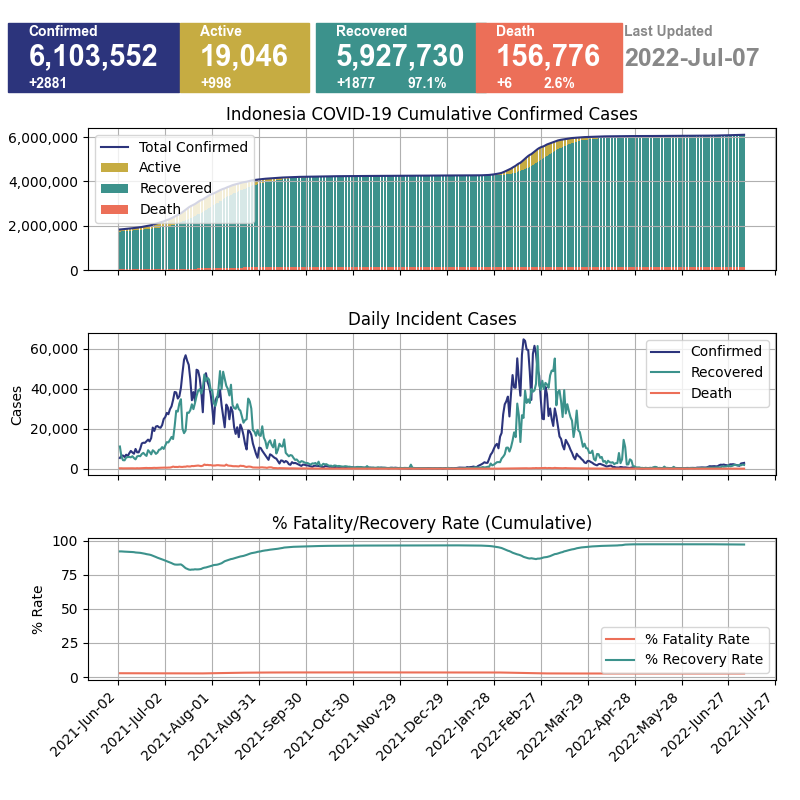 Confirmed
6,103,552
+2881
Active
19,046
+998
Recovered
5,927,730
+1877 97.1%
Death
156,776
+6 2.6%
Last Updated
2022-Jul-07
Indonesia COVID-19 Cumulative Confirmed Cases
6,000,000
4,000,000
2,000,000
0
Total Confirmed
Active
Recovered
Death
Daily Incident Cases
Cases
60,000
40,000
20,000
0
Confirmed
Recovered
Death
% Fatality/Recovery Rate (Cumulative)
% Rate
100
75
50
25
0
% Fatality Rate
% Recovery Rate
2021-Jun-02
2021-Jul-02
2021-Aug-01
2021-Aug-31
2021-Sep-30
2021-Oct-30
2021-Nov-29
2021-Dec-29
2022-Jan-28
2022-Feb-27
2022-Mar-29
2022-Apr-28
2022-May-28
2022-Jun-27
2022-Jul-27